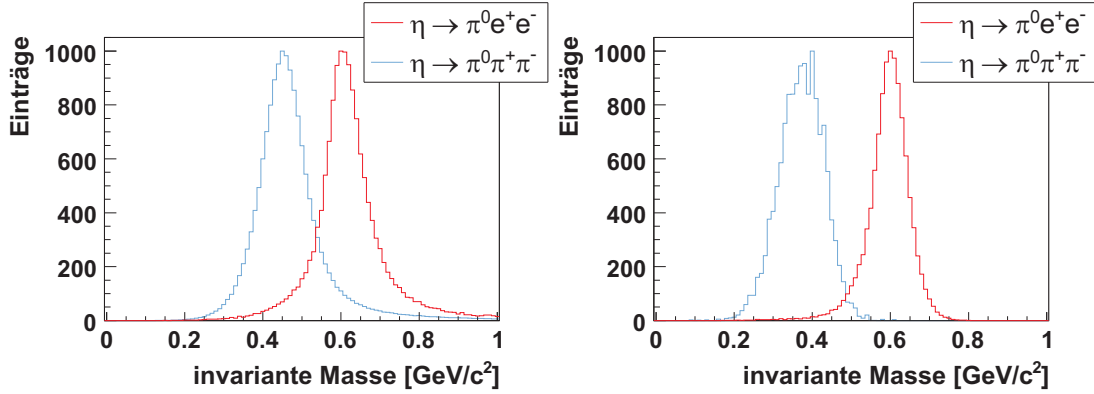 η → π⁰e⁺e⁻
η → π⁰π⁺π⁻
Einträge
1000
800
600
400
200
0
0 0.2 0.4 0.6 0.8 1
invariante Masse [GeV/c²]
η → π⁰e⁺e⁻
η → π⁰π⁺π⁻
Einträge
1000
800
600
400
200
0
0 0.2 0.4 0.6 0.8 1
invariante Masse [GeV/c²]